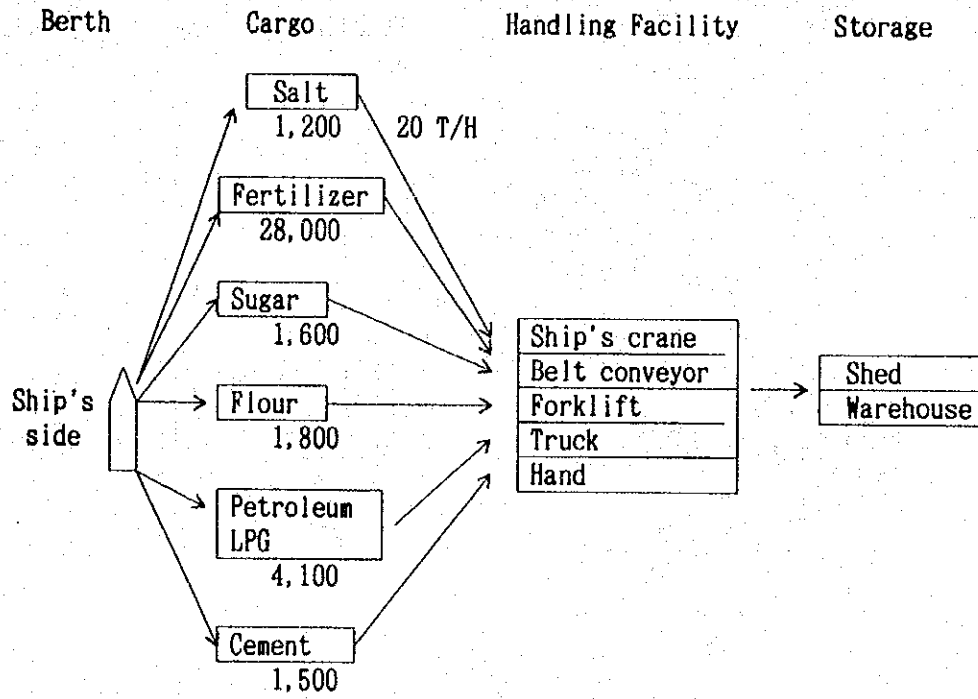 Berth Cargo Handling Facility Storage
Salt
1,200 20 T/H
Fertilizer
28,000
Sugar
1,600
Flour
1,800
Petroleum
LPG
4,100
Cement
1,500
Ship's
side
Ship's crane
Belt conveyor
Forklift
Truck
Hand
Shed
Warehouse